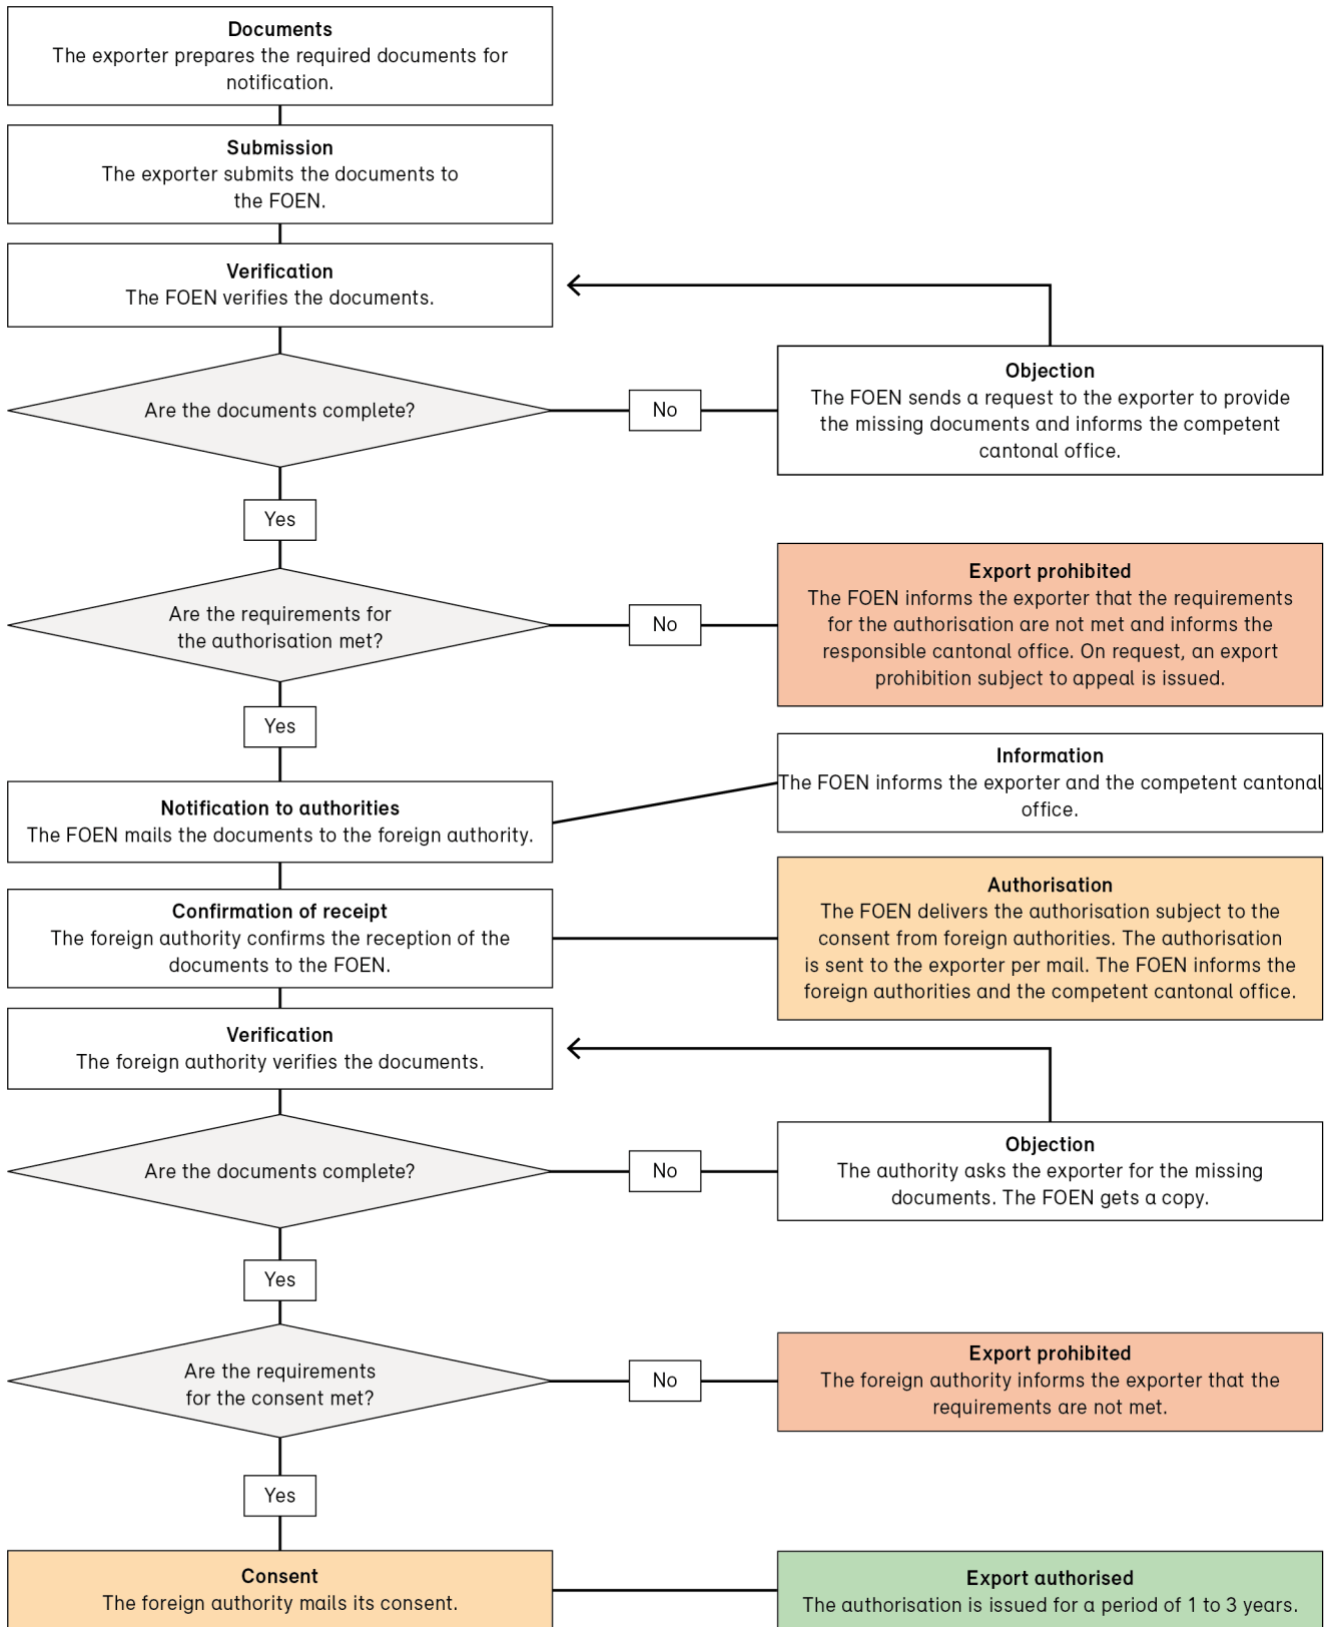 Documents
The exporter prepares the required documents for
notification.
Submission
The exporter submits the documents to
the FOEN.
Verification
The FOEN verifies the documents.
Are the documents complete?
No
Objection
The FOEN sends a request to the exporter to provide
the missing documents and informs the competent
cantonal office.
Yes
Are the requirements for
the authorisation met?
No
Export prohibited
The FOEN informs the exporter that the requirements
for the authorisation are not met and informs the
responsible cantonal office. On request, an export
prohibition subject to appeal is issued.
Yes
Notification to authorities
The FOEN mails the documents to the foreign authority.
Information
The FOEN informs the exporter and the competent cantonal
office.
Confirmation of receipt
The foreign authority confirms the reception of the
documents to the FOEN.
Authorisation
The FOEN delivers the authorisation subject to the
consent from foreign authorities. The authorisation
is sent to the exporter per mail. The FOEN informs the
foreign authorities and the competent cantonal office.
Verification
The foreign authority verifies the documents.
Are the documents complete?
No
Objection
The authority asks the exporter for the missing
documents. The FOEN gets a copy.
Yes
Are the requirements
for the consent met?
No
Export prohibited
The foreign authority informs the exporter that the
requirements are not met.
Yes
Consent
The foreign authority mails its consent.
Export authorised
The authorisation is issued for a period of 1 to 3 years.